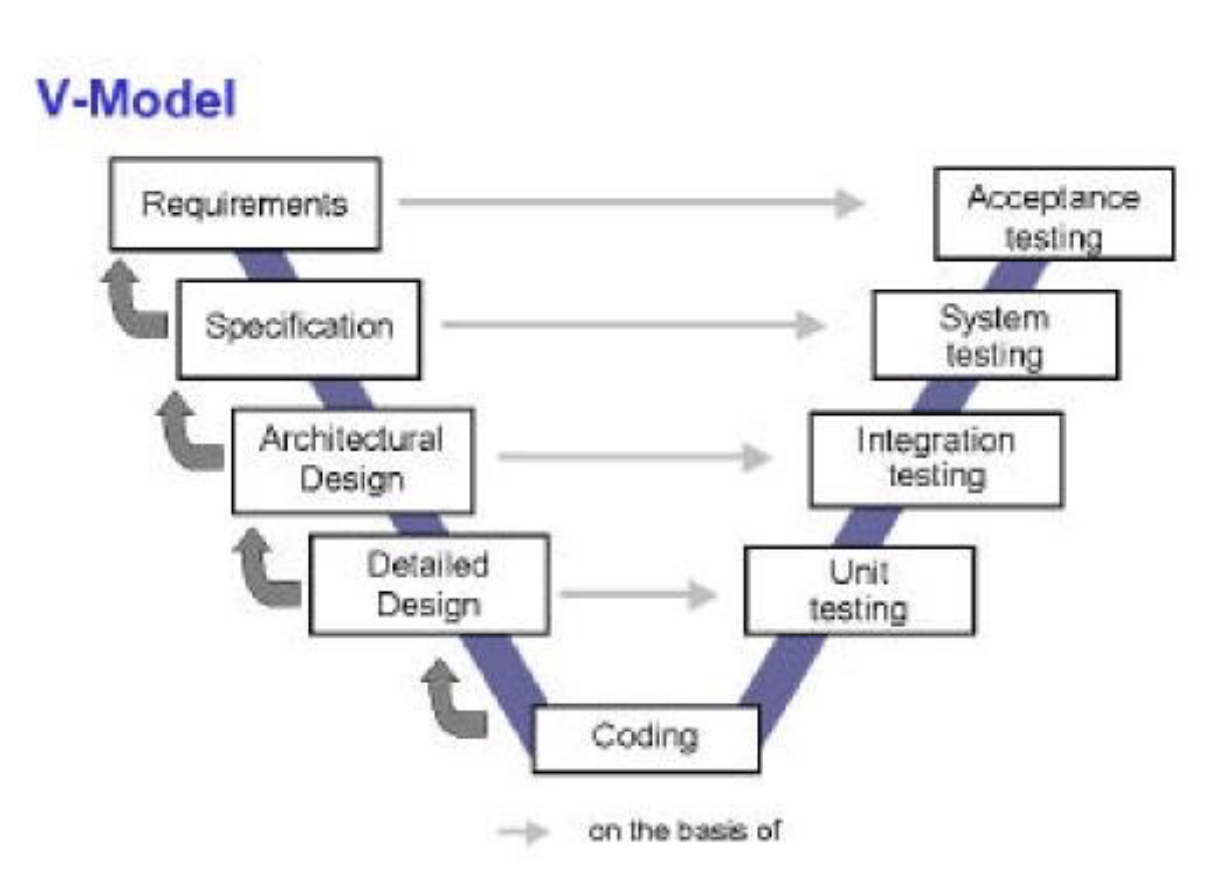 V-Model
Requirements
Acceptance
testing
Specification
System
testing
Architectural
Design
Integration
testing
Detailed
Design
Unit
testing
Coding
on the basis of